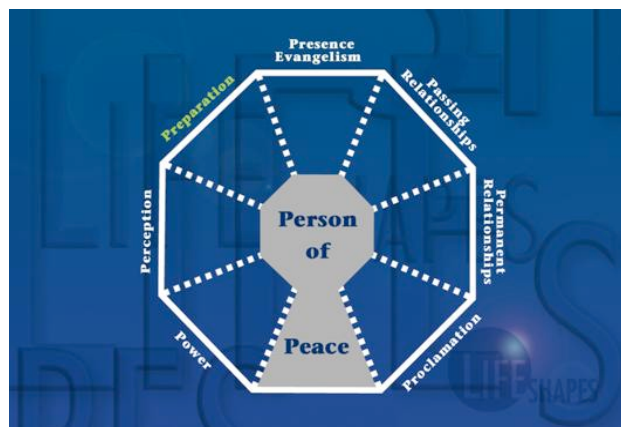 Presence
Evangelism
Passing
Relationships
Permanent
Relationships
Proclamation
Person
of
Peace
Power
Perception
Preparation
LIFESHAPES